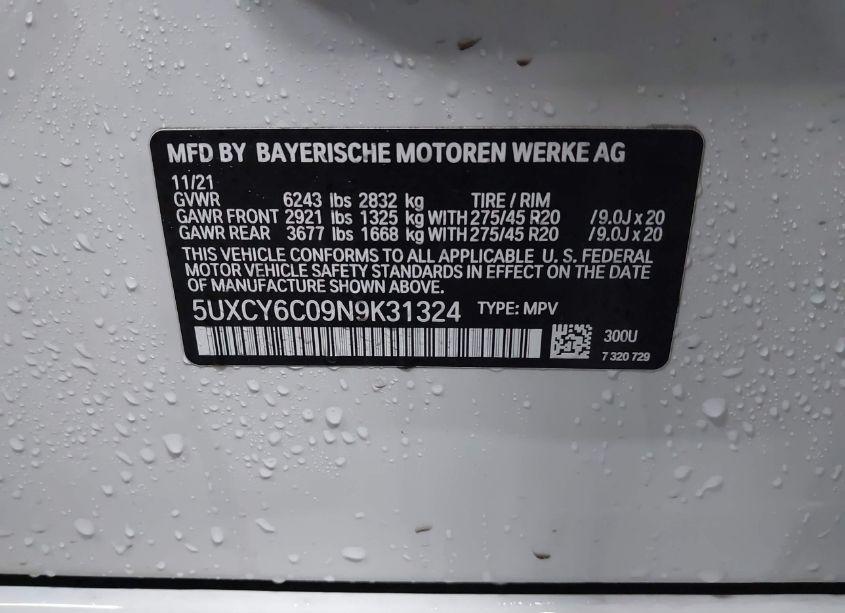 MFD BY BAYERISCHE MOTOREN WERKE AG
11/21
GVWR 6243 lbs 2832 kg TIRE / RIM
GAWR FRONT 2921 lbs 1325 kg WITH 275/45 R20 / 9.0J x 20
GAWR REAR 3677 lbs 1668 kg WITH 275/45 R20 / 9.0J x 20
THIS VEHICLE CONFORMS TO ALL APPLICABLE U. S. FEDERAL
MOTOR VEHICLE SAFETY STANDARDS IN EFFECT ON THE DATE
OF MANUFACTURE SHOWN ABOVE.
5UXCY6C09N9K31324 TYPE: MPV
300U
7 320 729